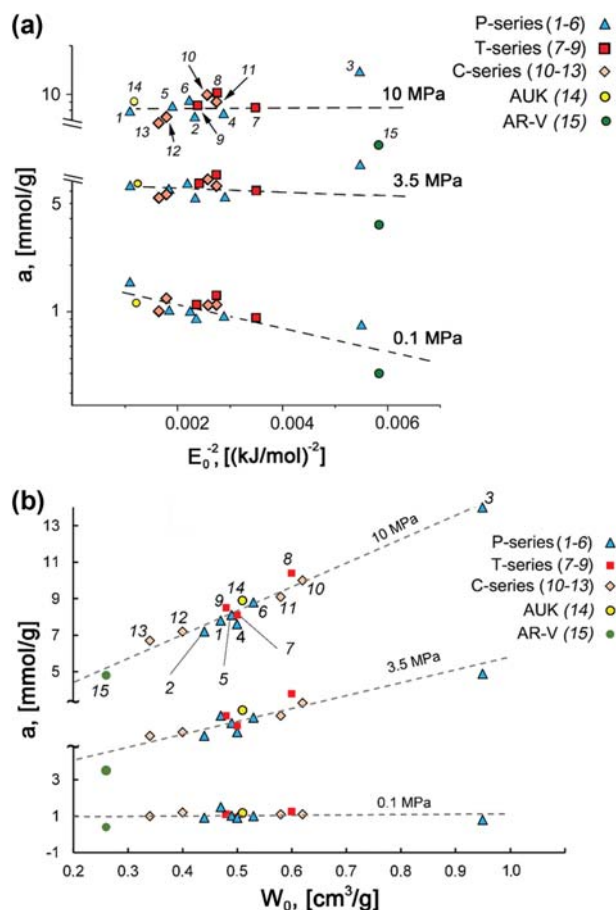 (a)
P-series (1-6)
T-series (7-9)
C-series (10-13)
AUK (14)
AR-V (15)
10
5
1
a, [mmol/g]
10
8
11
3
14
5
6
10 MPa
1
13
12
2
9
4
7
15
3.5 MPa
0.1 MPa
0.002
0.004
0.006
E₀⁻², [(kJ/mol)⁻²]
(b)
P-series (1-6)
T-series (7-9)
C-series (10-13)
AUK (14)
AR-V (15)
13
11
9
7
5
5
1
-1
a, [mmol/g]
3
10 MPa
8
14
10
9
11
12
6
13
1
4
7
15
2
5
3.5 MPa
0.1 MPa
0.2
0.3
0.4
0.5
0.6
0.7
0.8
0.9
1.0
W₀, [cm³/g]